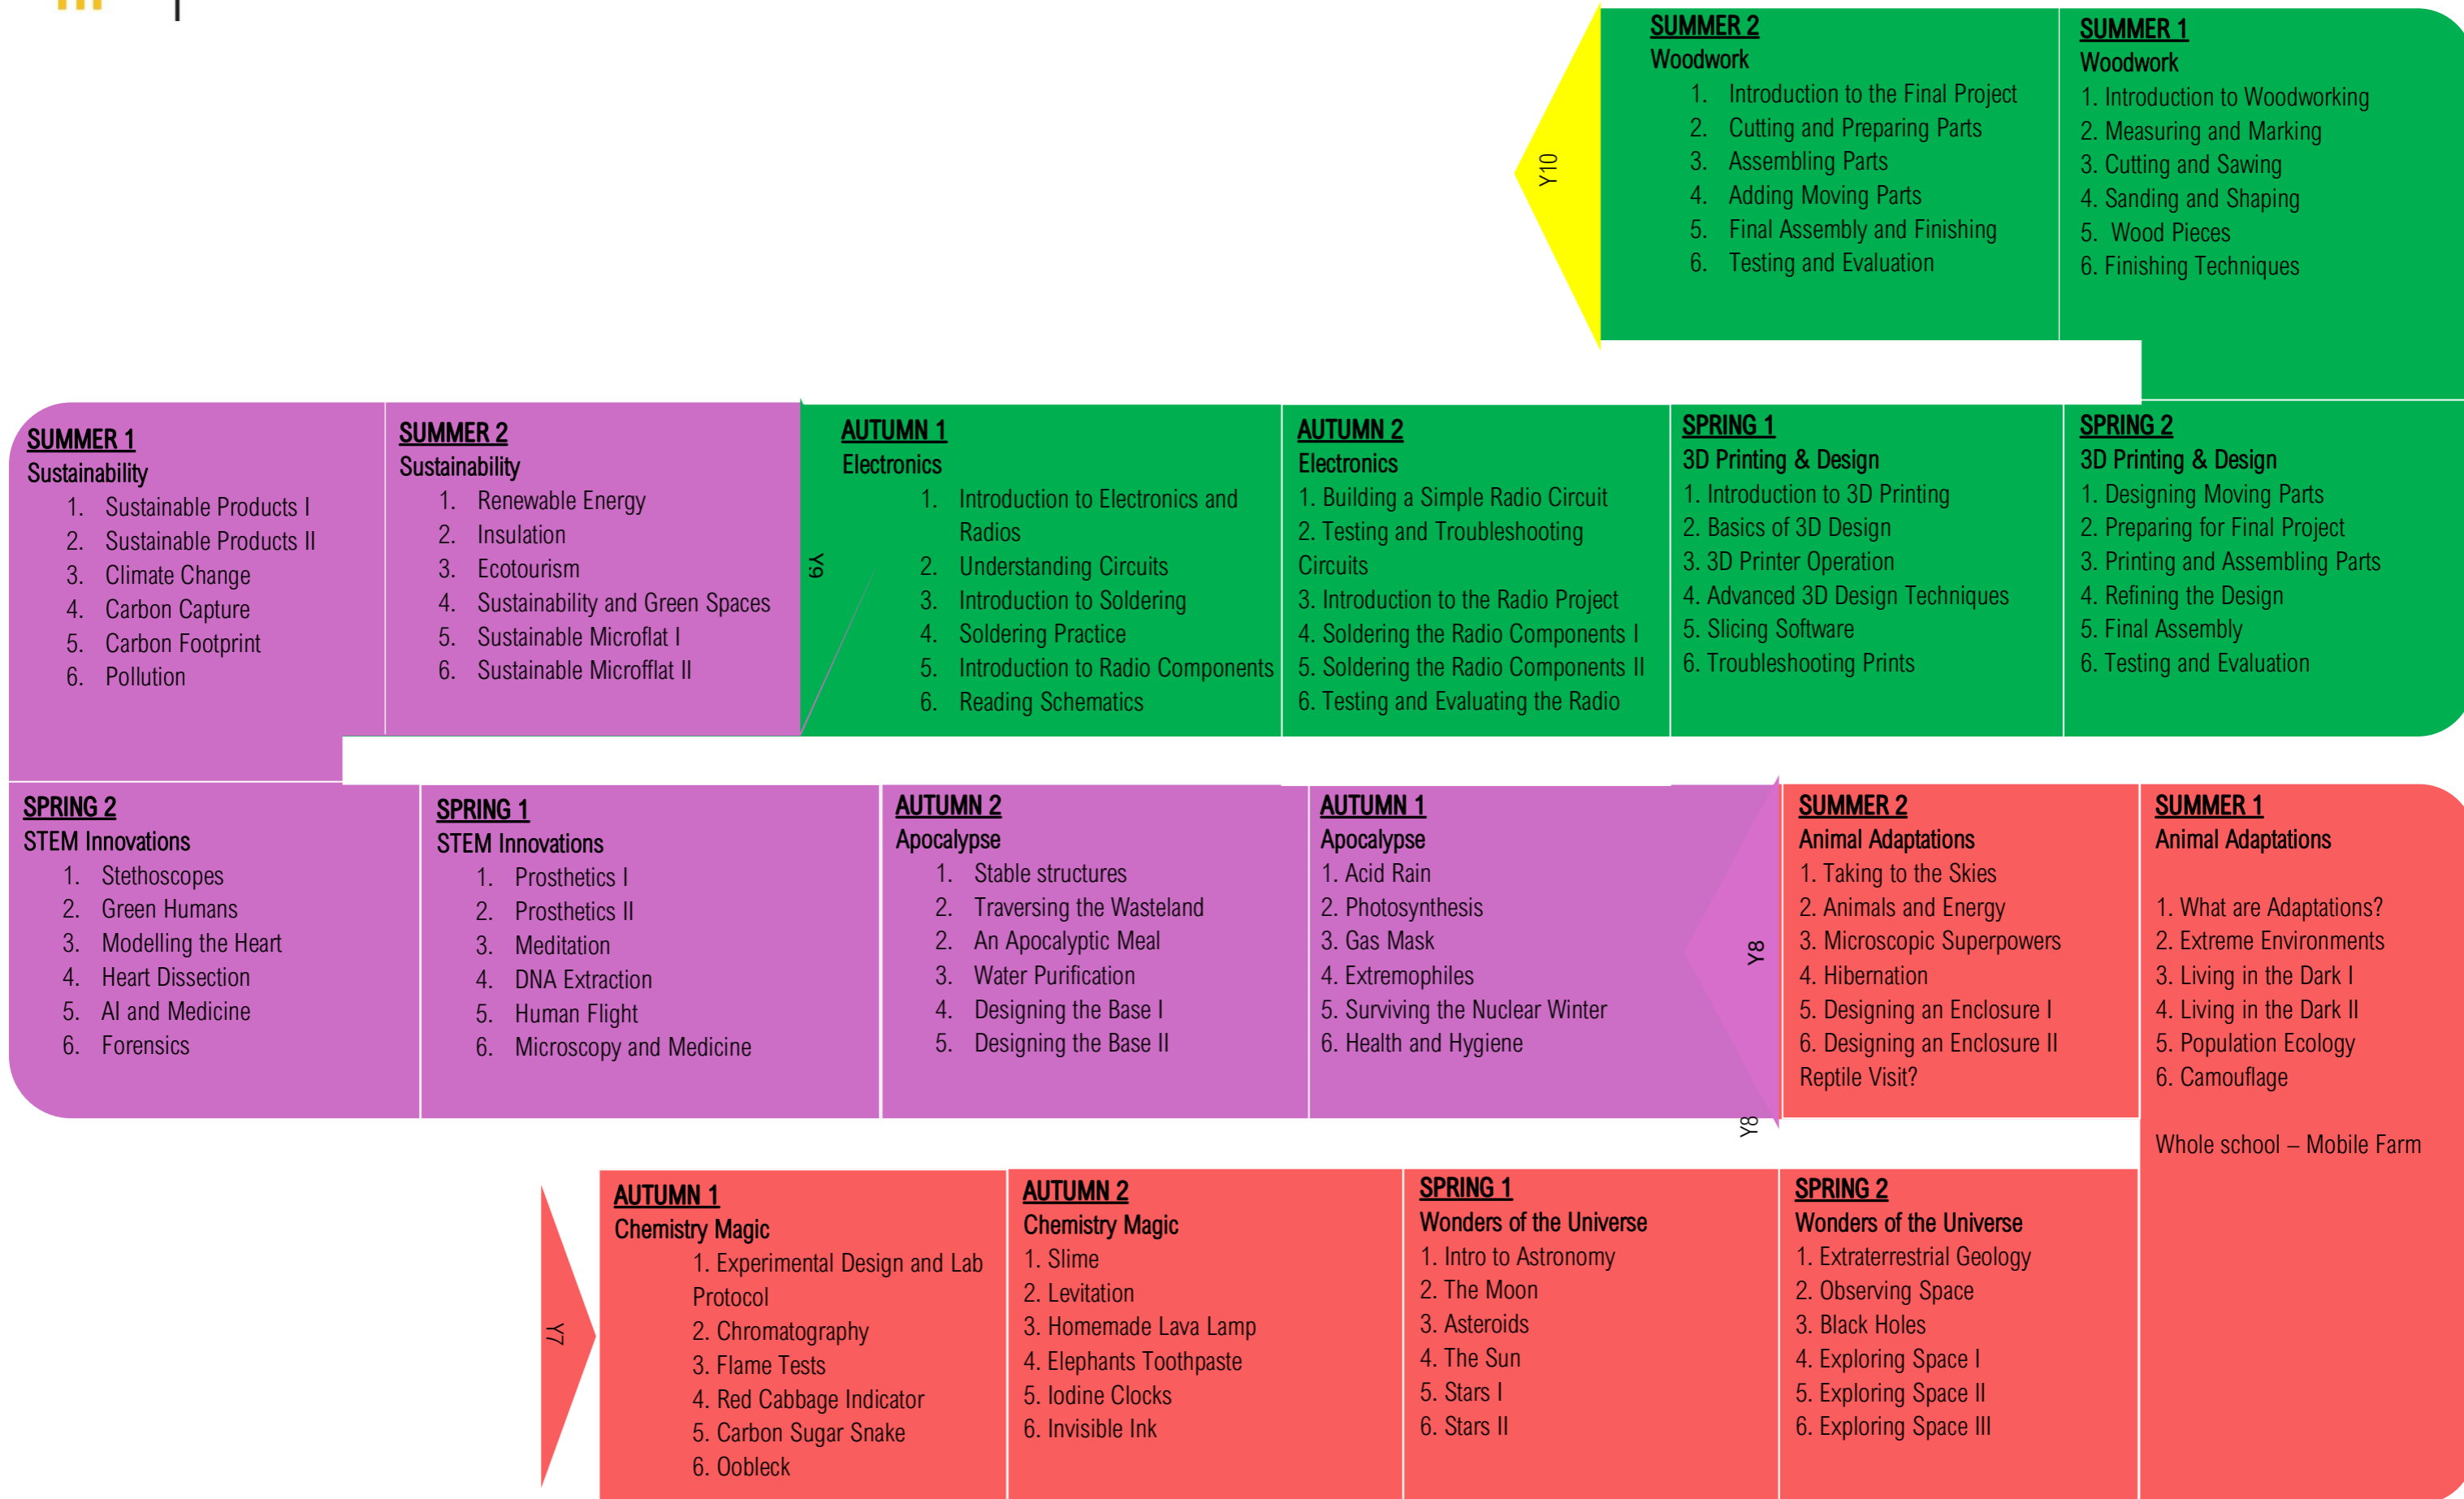 SUMMER 2
Woodwork
1. Introduction to the Final Project
2. Cutting and Preparing Parts
3. Assembling Parts
4. Adding Moving Parts
5. Final Assembly and Finishing
6. Testing and Evaluation
SUMMER 1
Woodwork
1. Introduction to Woodworking
2. Measuring and Marking
3. Cutting and Sawing
4. Sanding and Shaping
5. Wood Pieces
6. Finishing Techniques
Y10
SUMMER 1
Sustainability
1. Sustainable Products I
2. Sustainable Products II
3. Climate Change
4. Carbon Capture
5. Carbon Footprint
6. Pollution
SUMMER 2
Sustainability
1. Renewable Energy
2. Insulation
3. Ecotourism
4. Sustainability and Green Spaces
5. Sustainable Microflat I
6. Sustainable Microfflat II
Y9
AUTUMN 1
Electronics
1. Introduction to Electronics and
Radios
2. Understanding Circuits
3. Introduction to Soldering
4. Soldering Practice
5. Introduction to Radio Components
6. Reading Schematics
AUTUMN 2
Electronics
1. Building a Simple Radio Circuit
2. Testing and Troubleshooting
Circuits
3. Introduction to the Radio Project
4. Soldering the Radio Components I
5. Soldering the Radio Components II
6. Testing and Evaluating the Radio
SPRING 1
3D Printing & Design
1. Introduction to 3D Printing
2. Basics of 3D Design
3. 3D Printer Operation
4. Advanced 3D Design Techniques
5. Slicing Software
6. Troubleshooting Prints
SPRING 2
3D Printing & Design
1. Designing Moving Parts
2. Preparing for Final Project
3. Printing and Assembling Parts
4. Refining the Design
5. Final Assembly
6. Testing and Evaluation
SPRING 2
STEM Innovations
1. Stethoscopes
2. Green Humans
3. Modelling the Heart
4. Heart Dissection
5. AI and Medicine
6. Forensics
SPRING 1
STEM Innovations
1. Prosthetics I
2. Prosthetics II
3. Meditation
4. DNA Extraction
5. Human Flight
6. Microscopy and Medicine
AUTUMN 2
Apocalypse
1. Stable structures
2. Traversing the Wasteland
2. An Apocalyptic Meal
3. Water Purification
4. Designing the Base I
5. Designing the Base II
AUTUMN 1
Apocalypse
1. Acid Rain
2. Photosynthesis
3. Gas Mask
4. Extremophiles
5. Surviving the Nuclear Winter
6. Health and Hygiene
Y8
Y8
SUMMER 2
Animal Adaptations
1. Taking to the Skies
2. Animals and Energy
3. Microscopic Superpowers
4. Hibernation
5. Designing an Enclosure I
6. Designing an Enclosure II
Reptile Visit?
SUMMER 1
Animal Adaptations
1. What are Adaptations?
2. Extreme Environments
3. Living in the Dark I
4. Living in the Dark II
5. Population Ecology
6. Camouflage
Whole school – Mobile Farm
Y7
AUTUMN 1
Chemistry Magic
1. Experimental Design and Lab
Protocol
2. Chromatography
3. Flame Tests
4. Red Cabbage Indicator
5. Carbon Sugar Snake
6. Oobleck
AUTUMN 2
Chemistry Magic
1. Slime
2. Levitation
3. Homemade Lava Lamp
4. Elephants Toothpaste
5. Iodine Clocks
6. Invisible Ink
SPRING 1
Wonders of the Universe
1. Intro to Astronomy
2. The Moon
3. Asteroids
4. The Sun
5. Stars I
6. Stars II
SPRING 2
Wonders of the Universe
1. Extraterrestrial Geology
2. Observing Space
3. Black Holes
4. Exploring Space I
5. Exploring Space II
6. Exploring Space III